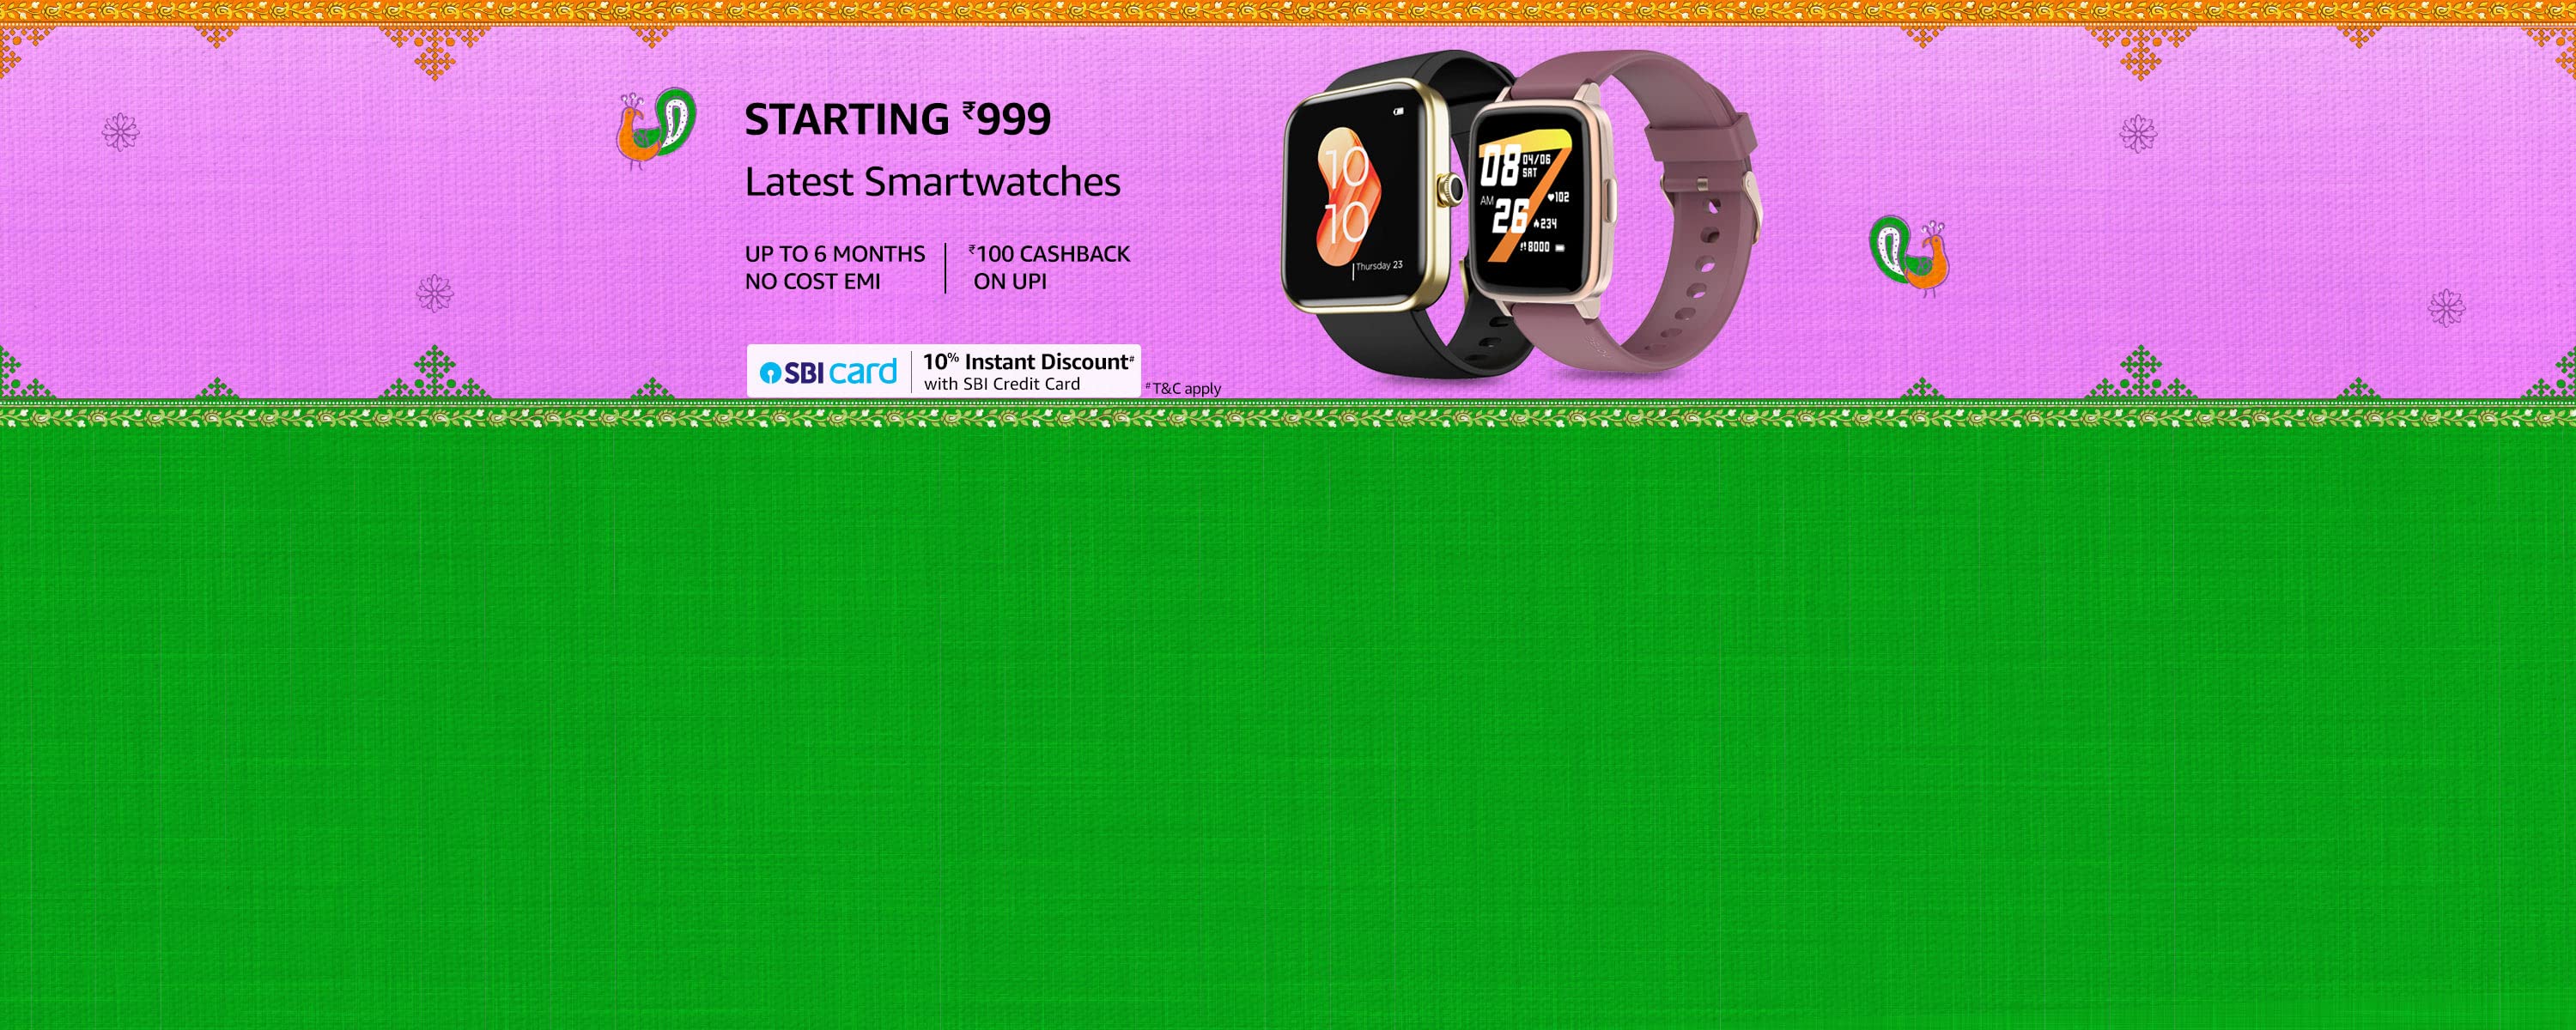 STARTING ₹999
Latest Smartwatches
UP TO 6 MONTHS
NO COST EMI
₹100 CASHBACK
ON UPI
SBI card
10% Instant Discount#
with SBI Credit Card
#T&C apply
10
10
Thursday 23
08 04/06
SAT
AM
102
26 234
8000